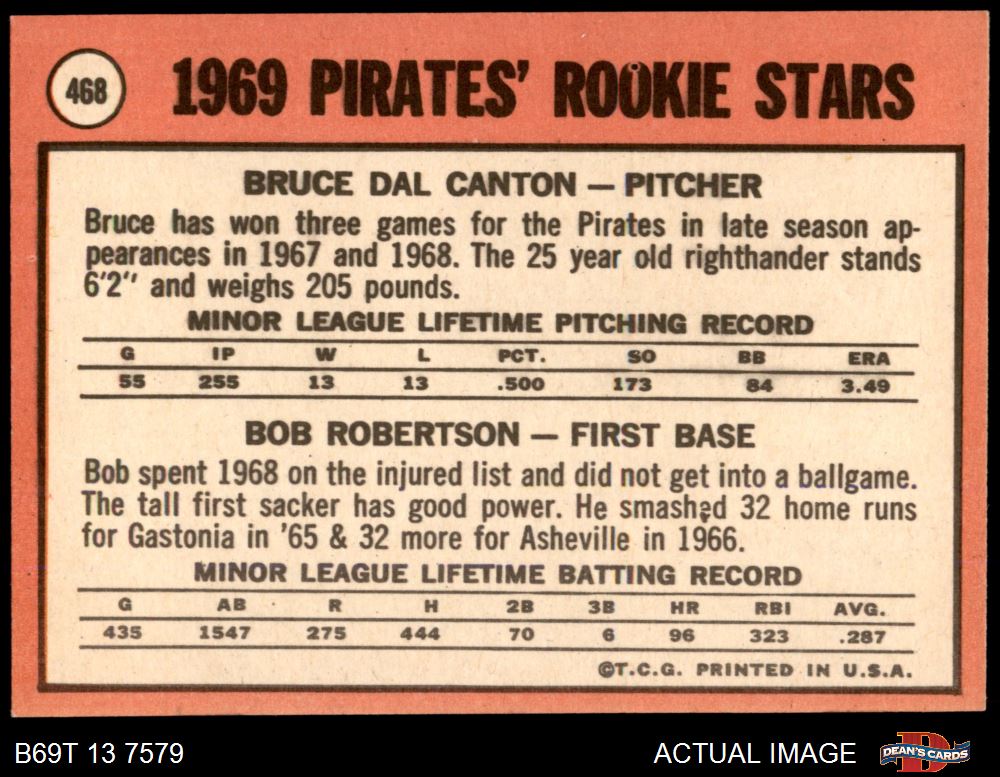 468
1969 PIRATES' ROOKIE STARS
BRUCE DAL CANTON — PITCHER
Bruce has won three games for the Pirates in late season ap-
pearances in 1967 and 1968. The 25 year old righthander stands
6'2" and weighs 205 pounds.
MINOR LEAGUE LIFETIME PITCHING RECORD
G IP W L PCT. SO BB ERA
55 255 13 13 .500 173 84 3.49
BOB ROBERTSON — FIRST BASE
Bob spent 1968 on the injured list and did not get into a ballgame.
The tall first sacker has good power. He smashed 32 home runs
for Gastonia in '65 & 32 more for Asheville in 1966.
MINOR LEAGUE LIFETIME BATTING RECORD
G AB R H 2B 3B HR RBI AVG.
435 1547 275 444 70 6 96 323 .287
©T.C.G. PRINTED IN U.S.A.
B69T 13 7579
ACTUAL IMAGE
D
DEAN'S CARDS